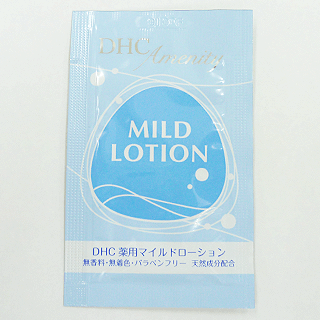 DHC Amenity
MILD
LOTION
DHC 薬用マイルドローション
無香料・無着色・パラベンフリー 天然成分配合